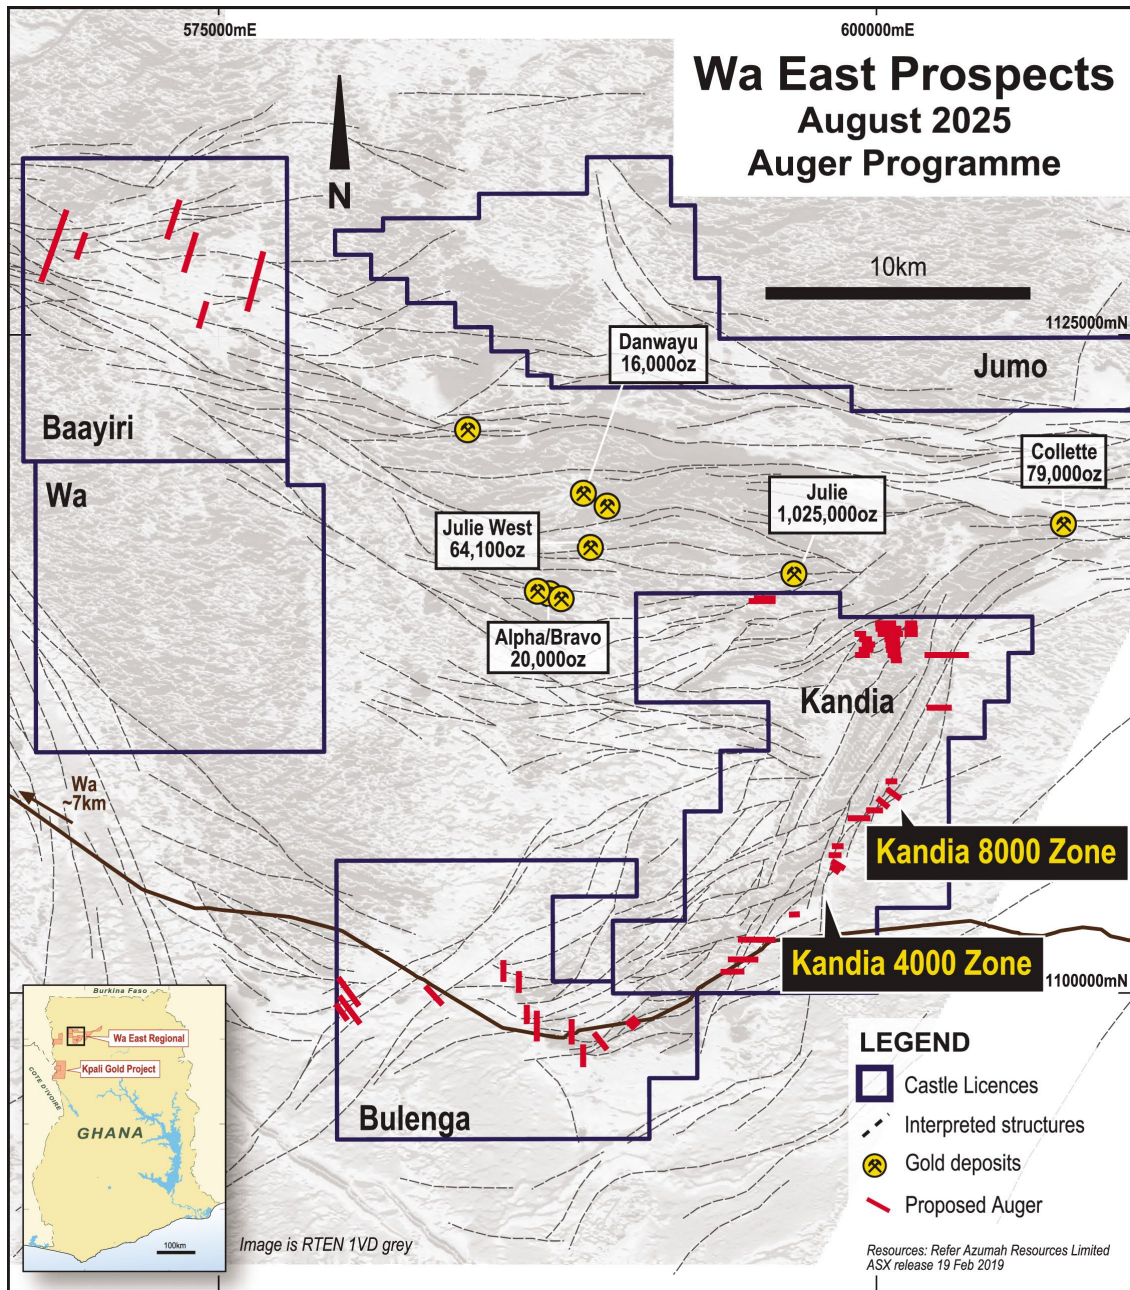 575000mE
600000mE
Wa East Prospects
August 2025
Auger Programme
N
10km
1125000mN
Danwayu
16,000oz
Jumo
Baayiri
Collette
79,000oz
Wa
Julie
1,025,000oz
Julie West
64,100oz
Alpha/Bravo
20,000oz
Kandia
Wa
~7km
Kandia 8000 Zone
Kandia 4000 Zone
1100000mN
Burkina Faso
Wa East Regional
Kpali Gold Project
COTE D'IVOIRE
GHANA
100km
Bulenga
LEGEND
Castle Licences
Interpreted structures
Gold deposits
Proposed Auger
Image is RTEN 1VD grey
Resources: Refer Azumah Resources Limited
ASX release 19 Feb 2019